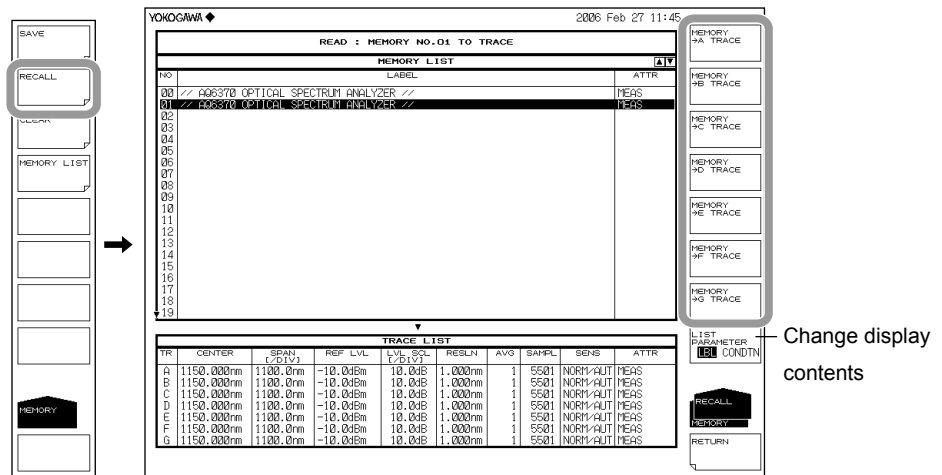 SAVE
RECALL
CLEAR
MEMORY LIST
MEMORY
YOKOGAWA ◆ 2006 Feb 27 11:45
READ : MEMORY NO.01 TO TRACE
MEMORY LIST ▲▼
NO LABEL ATTR
00 // AQ6370 OPTICAL SPECTRUM ANALYZER // MEAS
01 // AQ6370 OPTICAL SPECTRUM ANALYZER // MEAS
02
03
04
05
06
07
08
09
10
11
12
13
14
15
16
17
18
19
TRACE LIST
TR CENTER SPAN [/DIV] REF LVL LVL SCL [/DIV] RESLN AVG SAMPL SENS ATTR
A 1150.000nm 1100.0nm -10.0dBm 10.0dB 1.000nm 1 5501 NORM/AUT MEAS
B 1150.000nm 1100.0nm -10.0dBm 10.0dB 1.000nm 1 5501 NORM/AUT MEAS
C 1150.000nm 1100.0nm -10.0dBm 10.0dB 1.000nm 1 5501 NORM/AUT MEAS
D 1150.000nm 1100.0nm -10.0dBm 10.0dB 1.000nm 1 5501 NORM/AUT MEAS
E 1150.000nm 1100.0nm -10.0dBm 10.0dB 1.000nm 1 5501 NORM/AUT MEAS
F 1150.000nm 1100.0nm -10.0dBm 10.0dB 1.000nm 1 5501 NORM/AUT MEAS
G 1150.000nm 1100.0nm -10.0dBm 10.0dB 1.000nm 1 5501 NORM/AUT MEAS
MEMORY
→A TRACE
MEMORY
→B TRACE
MEMORY
→C TRACE
MEMORY
→D TRACE
MEMORY
→E TRACE
MEMORY
→F TRACE
MEMORY
→G TRACE
LIST
PARAMETER
LBL CONDTN
RECALL
MEMORY
RETURN
Change display
contents